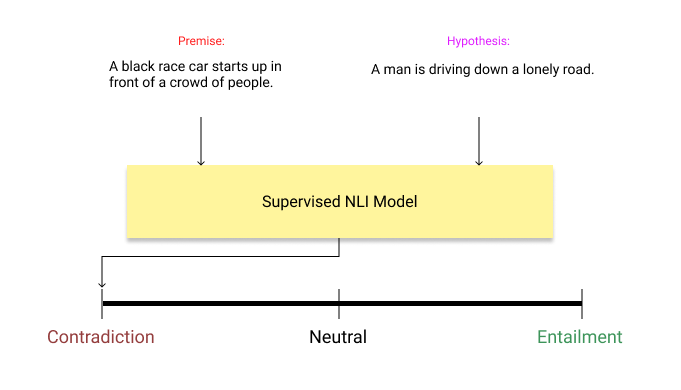 Premise:
Hypothesis:
A black race car starts up in
front of a crowd of people.
A man is driving down a lonely road.
Supervised NLI Model
Contradiction
Neutral
Entailment